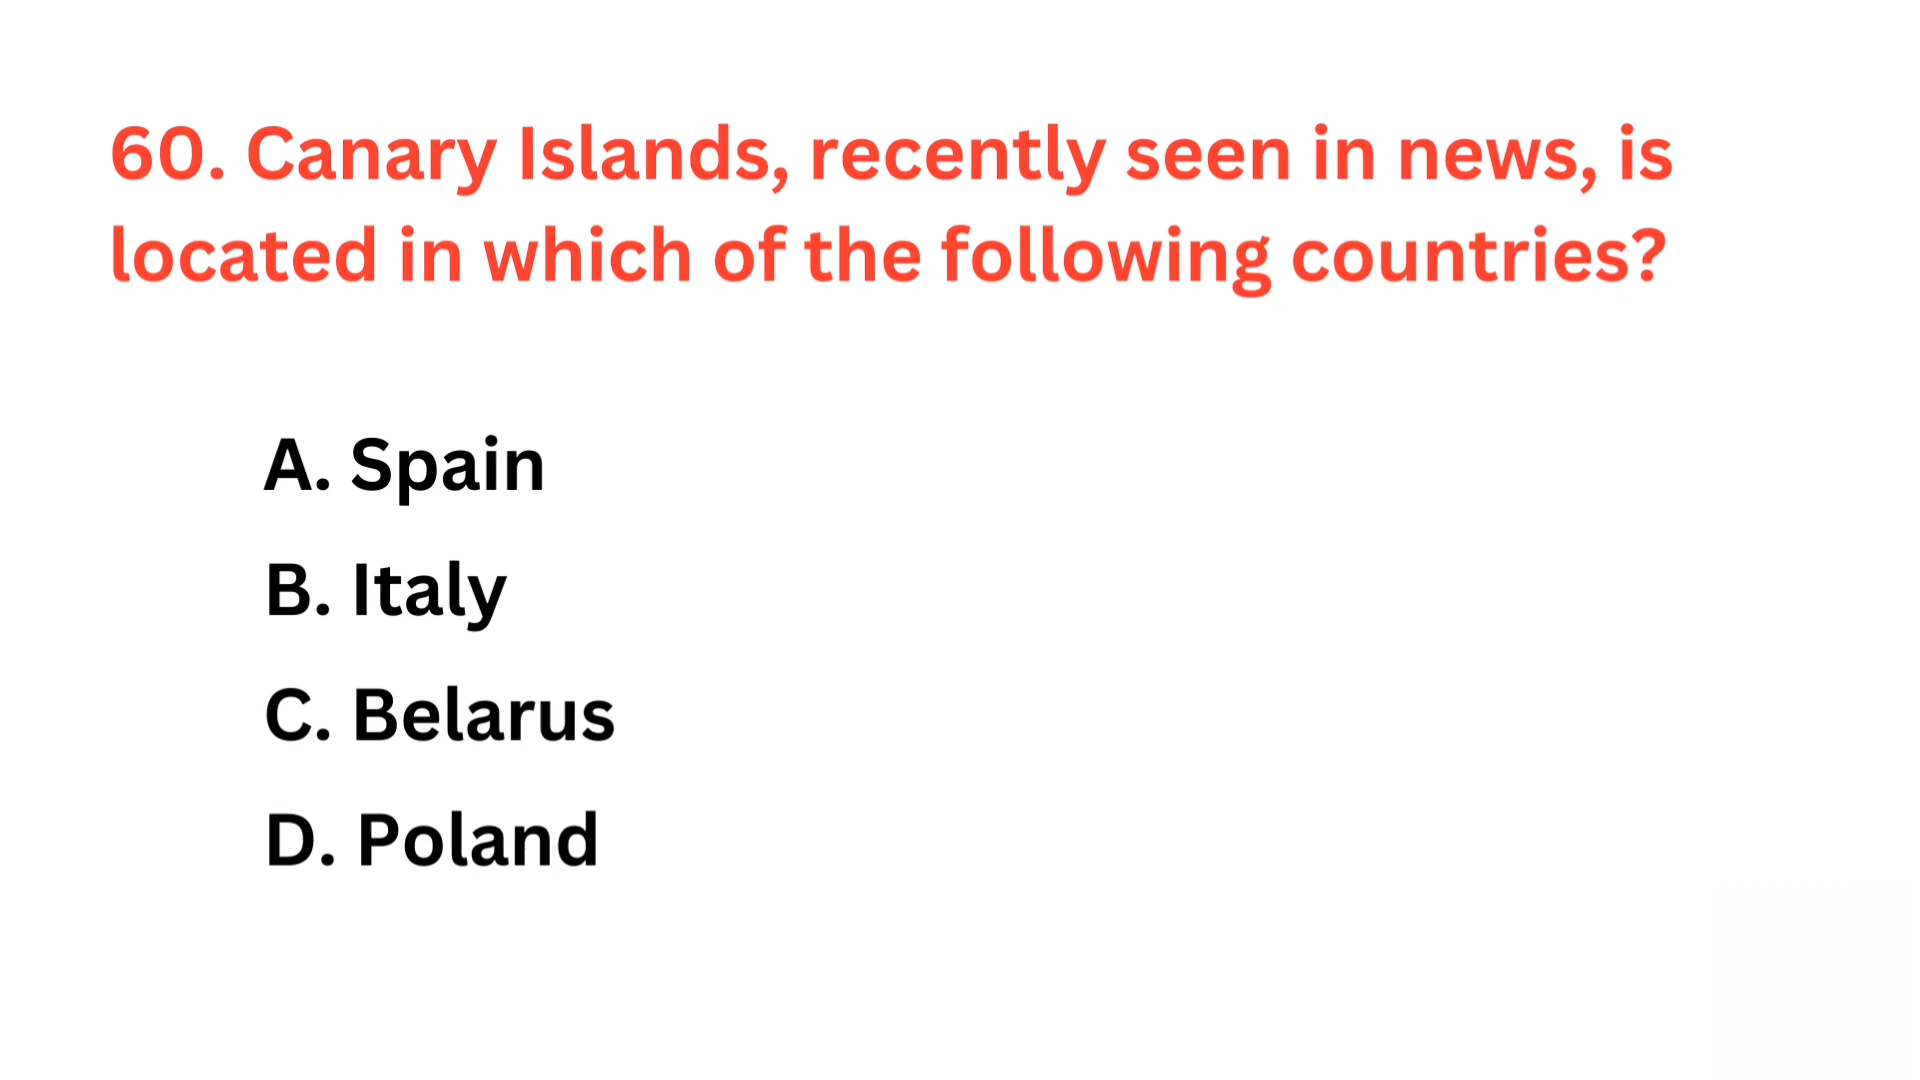 60. Canary Islands, recently seen in news, is
located in which of the following countries?
A. Spain
B. Italy
C. Belarus
D. Poland